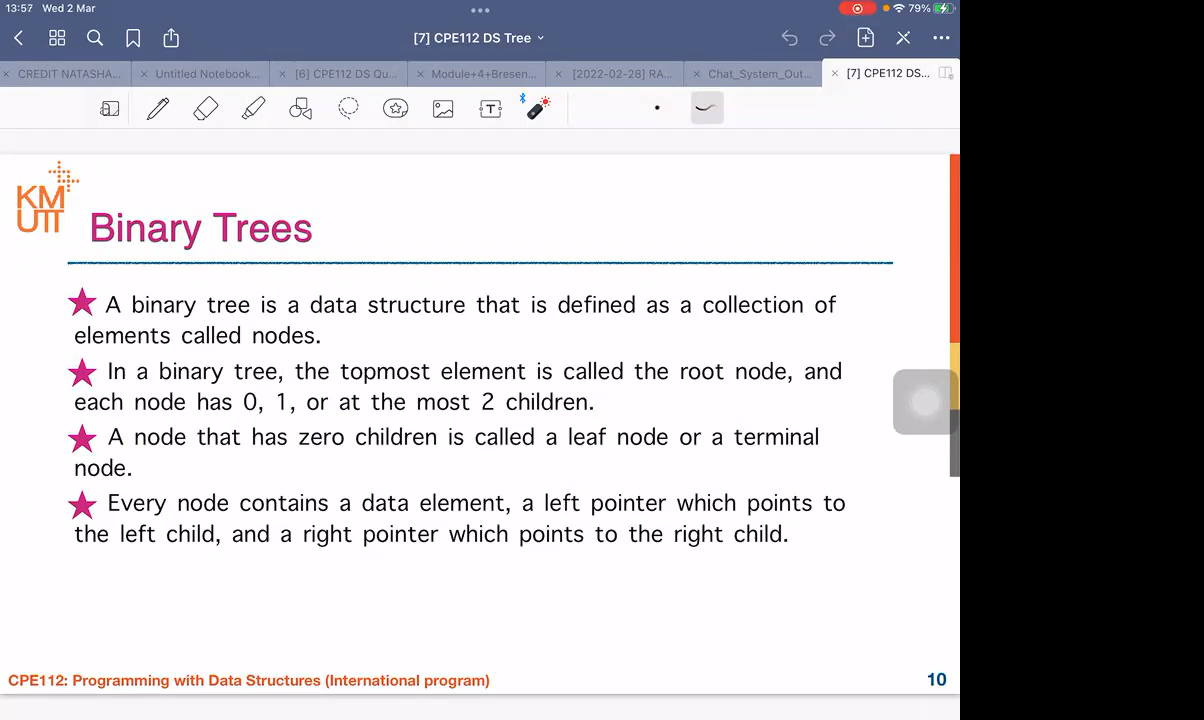 13:57 Wed 2 Mar
79%
[7] CPE112 DS Tree
CREDIT NATASHA... Untitled Notebook... [6] CPE112 DS Qu... Module+4+Bresen... [2022-02-28] RA... Chat_System_Out... [7] CPE112 DS...
KM
UTT
Binary Trees
A binary tree is a data structure that is defined as a collection of
elements called nodes.
In a binary tree, the topmost element is called the root node, and
each node has 0, 1, or at the most 2 children.
A node that has zero children is called a leaf node or a terminal
node.
Every node contains a data element, a left pointer which points to
the left child, and a right pointer which points to the right child.
CPE112: Programming with Data Structures (International program)
10